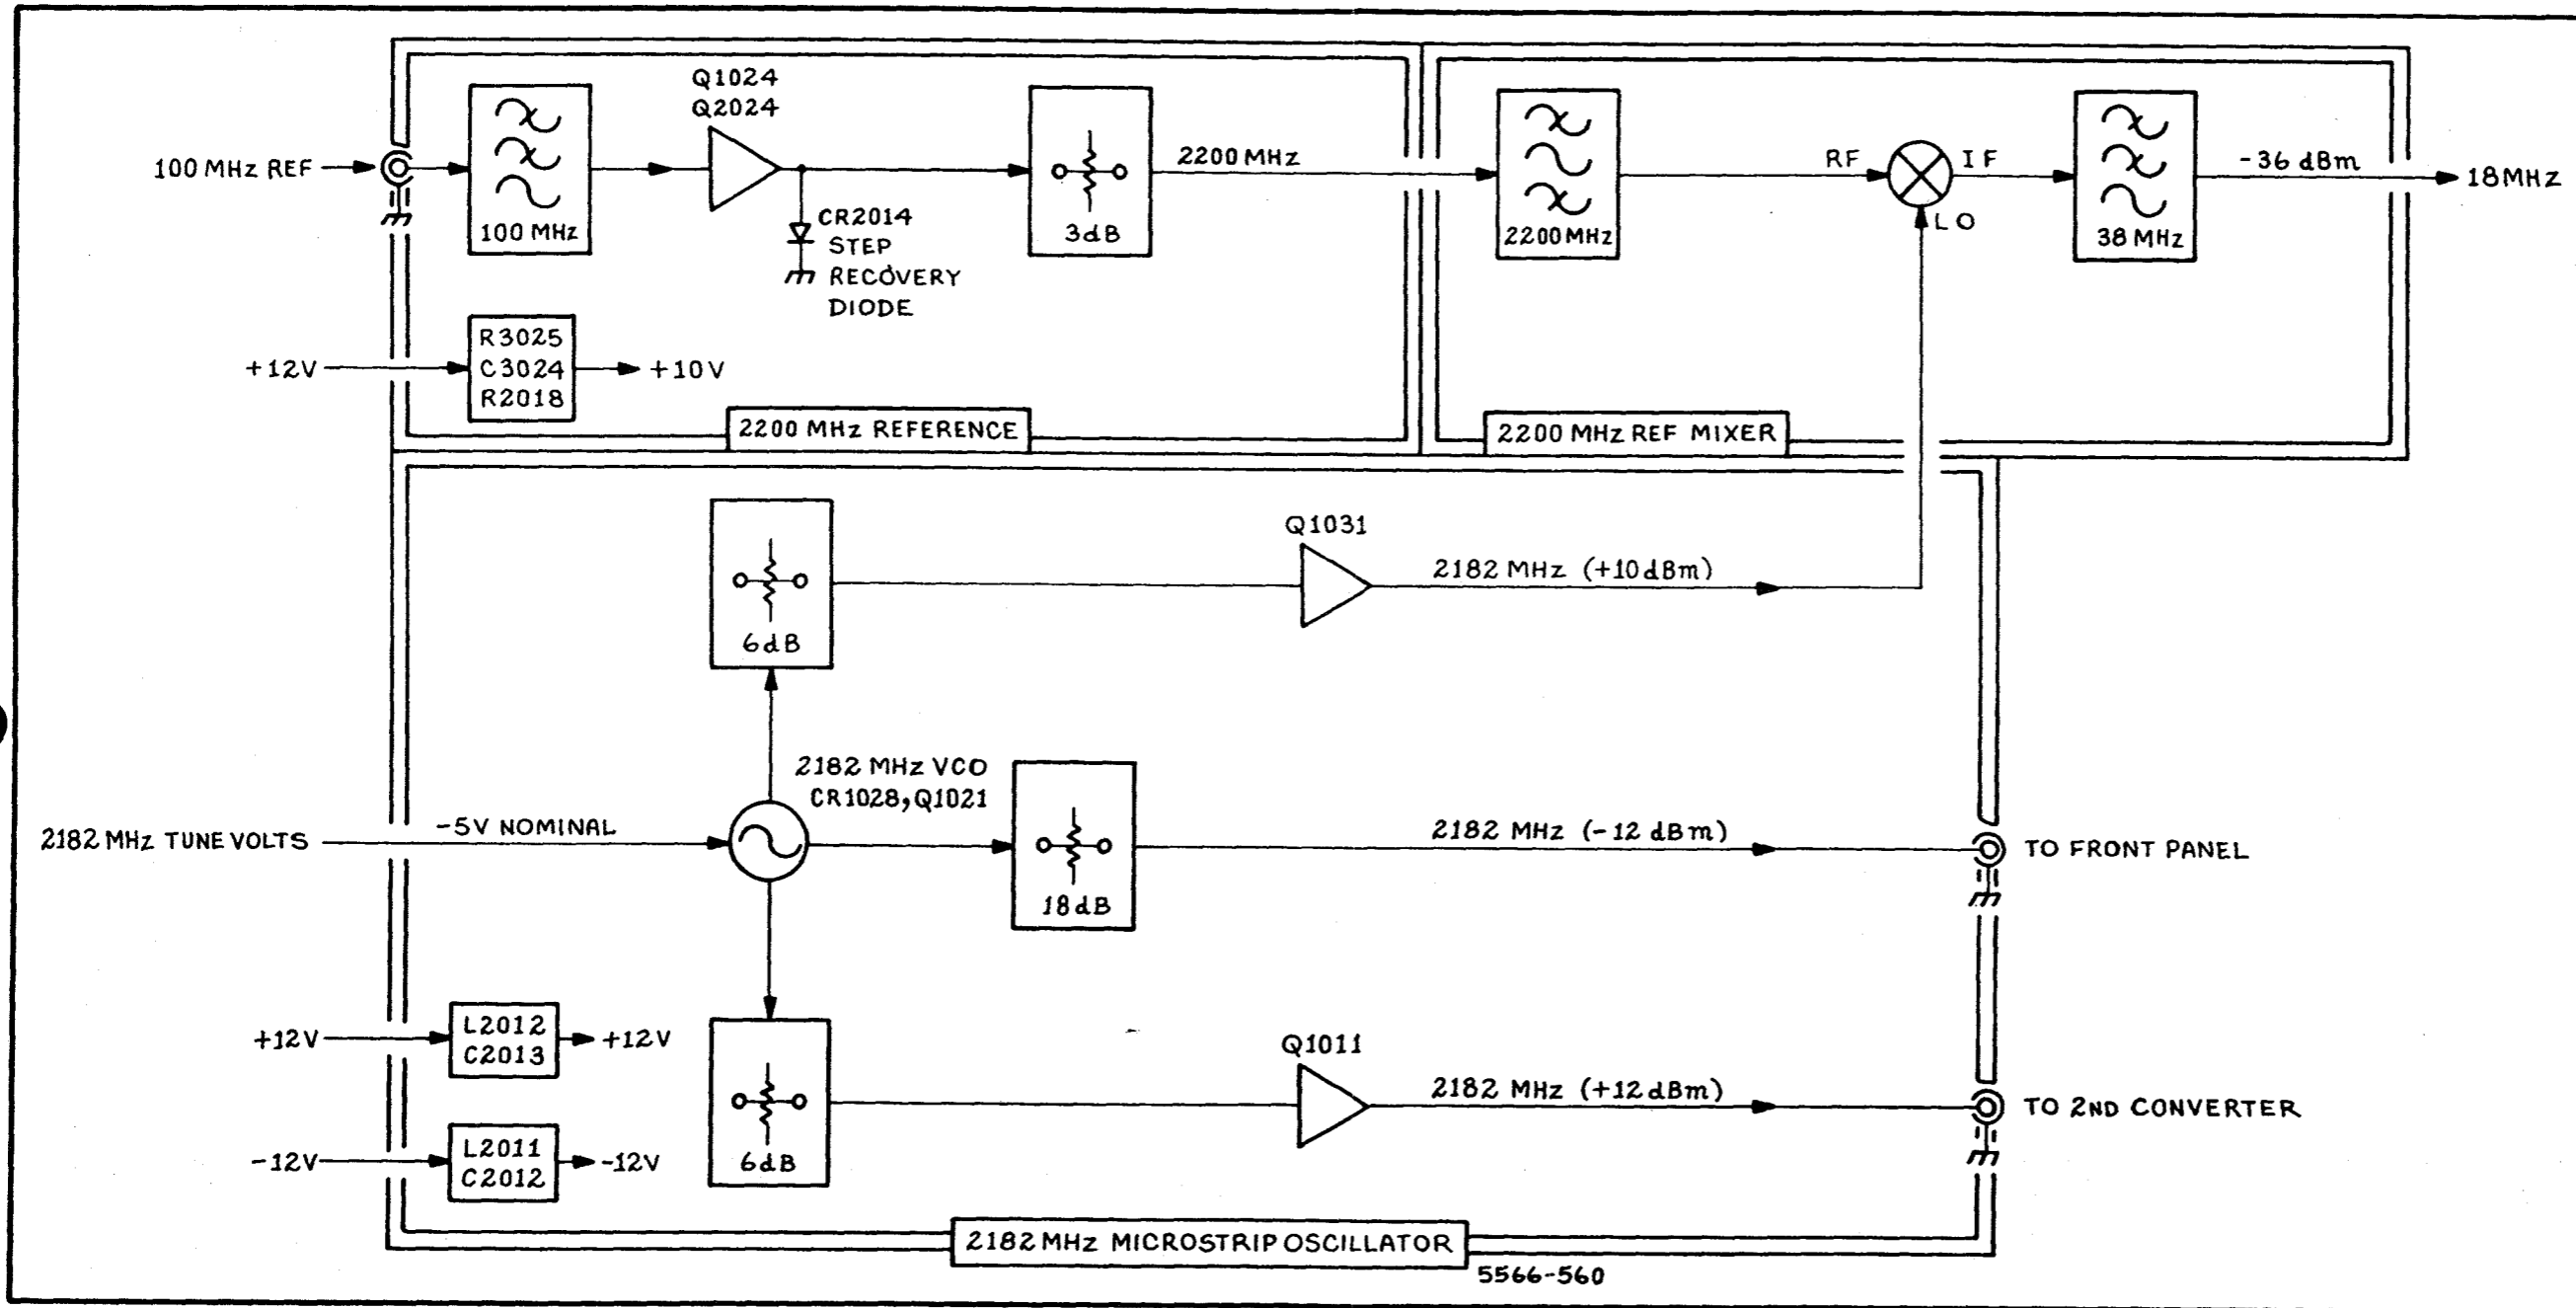 100 MHz REF
100 MHz
Q1024
Q2024
CR2014
STEP
RECOVERY
DIODE
3dB
2200 MHz
2200MHz
RF
IF
LO
38 MHz
-36 dBm
18MHz
+12V
R3025
C3024
R2018
+10V
2200 MHz REFERENCE
2200 MHz REF MIXER
6dB
Q1031
2182 MHz (+10dBm)
2182 MHz TUNE VOLTS
-5V NOMINAL
2182 MHz VCO
CR1028,Q1021
18dB
2182 MHz (-12 dBm)
TO FRONT PANEL
+12V
L2012
C2013
+12V
-12V
L2011
C2012
-12V
6dB
Q1011
2182 MHz (+12dBm)
TO 2ND CONVERTER
2182 MHz MICROSTRIP OSCILLATOR
5566-560